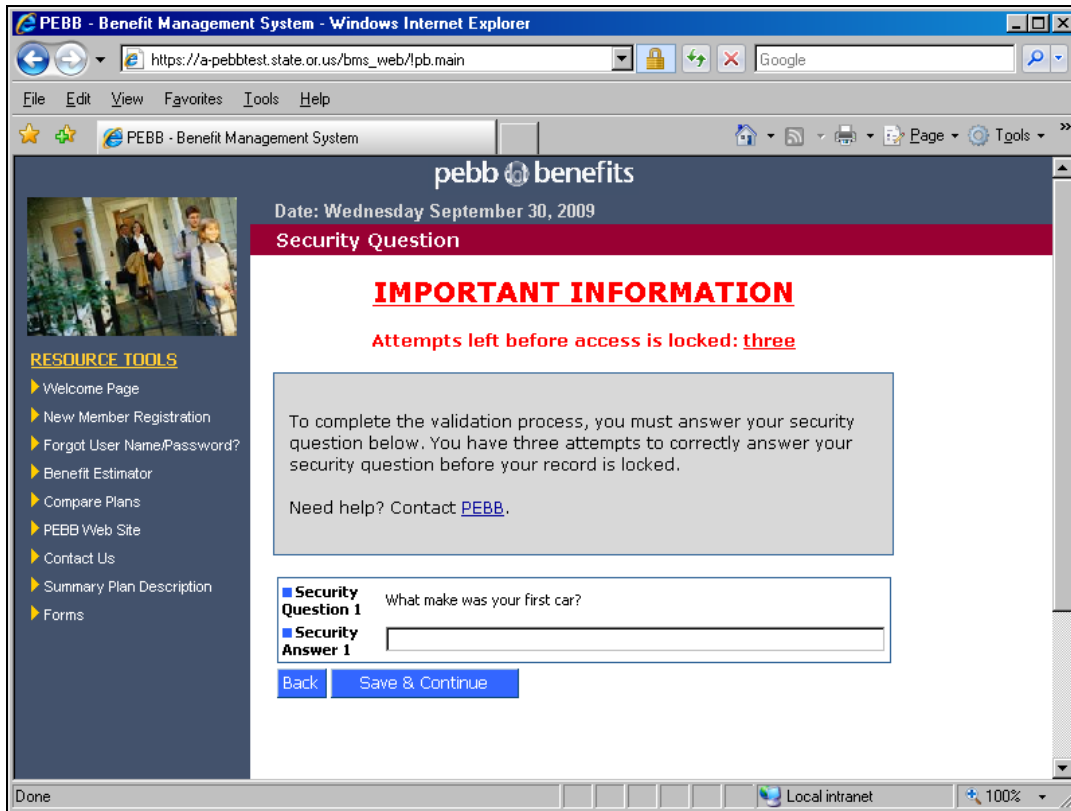 PEBB - Benefit Management System - Windows Internet Explorer
https://a-pebbtest.state.or.us/bms_web/!pb.main
Google
File Edit View Favorites Tools Help
PEBB - Benefit Management System
Page Tools »
pebb benefits
Date: Wednesday September 30, 2009
Security Question
IMPORTANT INFORMATION
Attempts left before access is locked: three
RESOURCE TOOLS
Welcome Page
New Member Registration
Forgot User Name/Password?
Benefit Estimator
Compare Plans
PEBB Web Site
Contact Us
Summary Plan Description
Forms
To complete the validation process, you must answer your security
question below. You have three attempts to correctly answer your
security question before your record is locked.
Need help? Contact PEBB.
Security
Question 1
What make was your first car?
Security
Answer 1
Back Save & Continue
Done Local intranet 100%